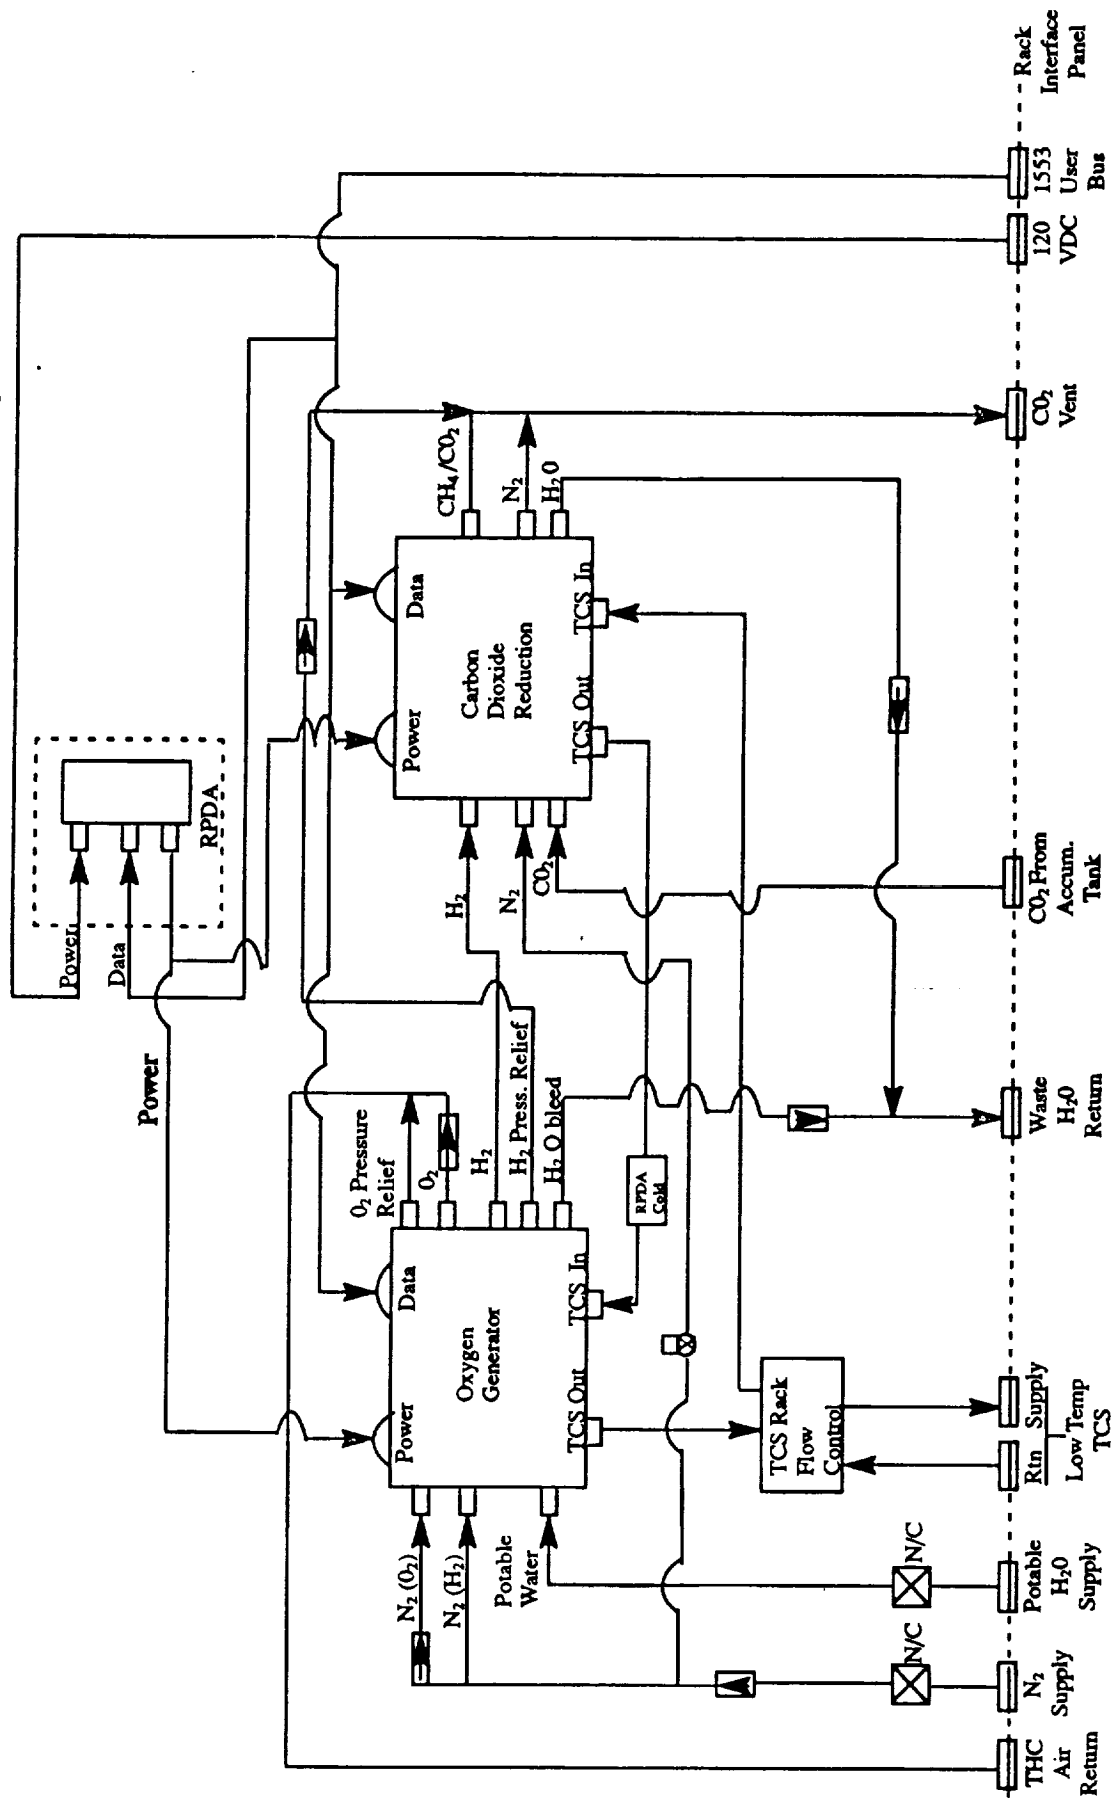 Power
Data
RPDA
Power
O₂ Pressure
Relief
O₂
H₂
H₂ Press. Relief
H₂O bleed
Power
Data
Oxygen
Generator
TCS Out
TCS In
N₂ (O₂)
N₂ (H₂)
Potable
Water
RPDA
Cold
H₂
N₂
CO₂
Power
Data
Carbon
Dioxide
Reduction
TCS Out
TCS In
CH₄/CO₂
N₂
H₂O
TCS Rack
Flow
Control
N/C
N/C
THC
Air
Return
N₂
Supply
Potable
H₂O
Supply
Rtn
Supply
Low Temp
TCS
Waste
H₂O
Return
CO₂ From
Accum.
Tank
CO₂
Vent
120
VDC
1553
User
Bus
Rack
Interface
Panel